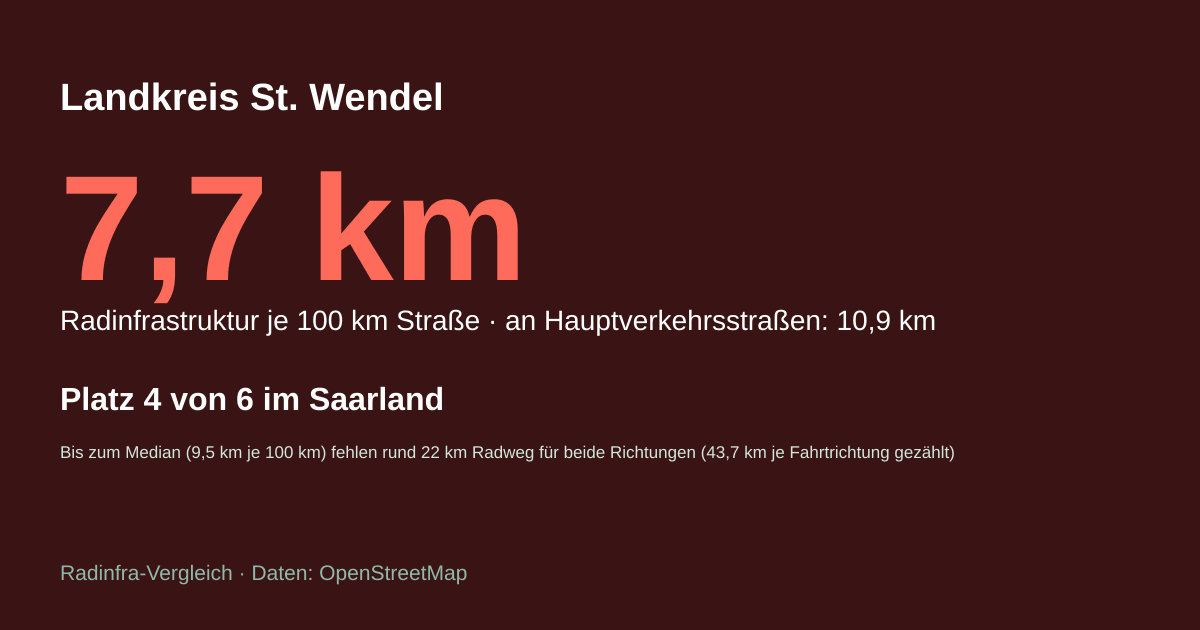 Landkreis St. Wendel
7,7 km
Radinfrastruktur je 100 km Straße · an Hauptverkehrsstraßen: 10,9 km
Platz 4 von 6 im Saarland
Bis zum Median (9,5 km je 100 km) fehlen rund 22 km Radweg für beide Richtungen (43,7 km je Fahrtrichtung gezählt)
Radinfra-Vergleich · Daten: OpenStreetMap